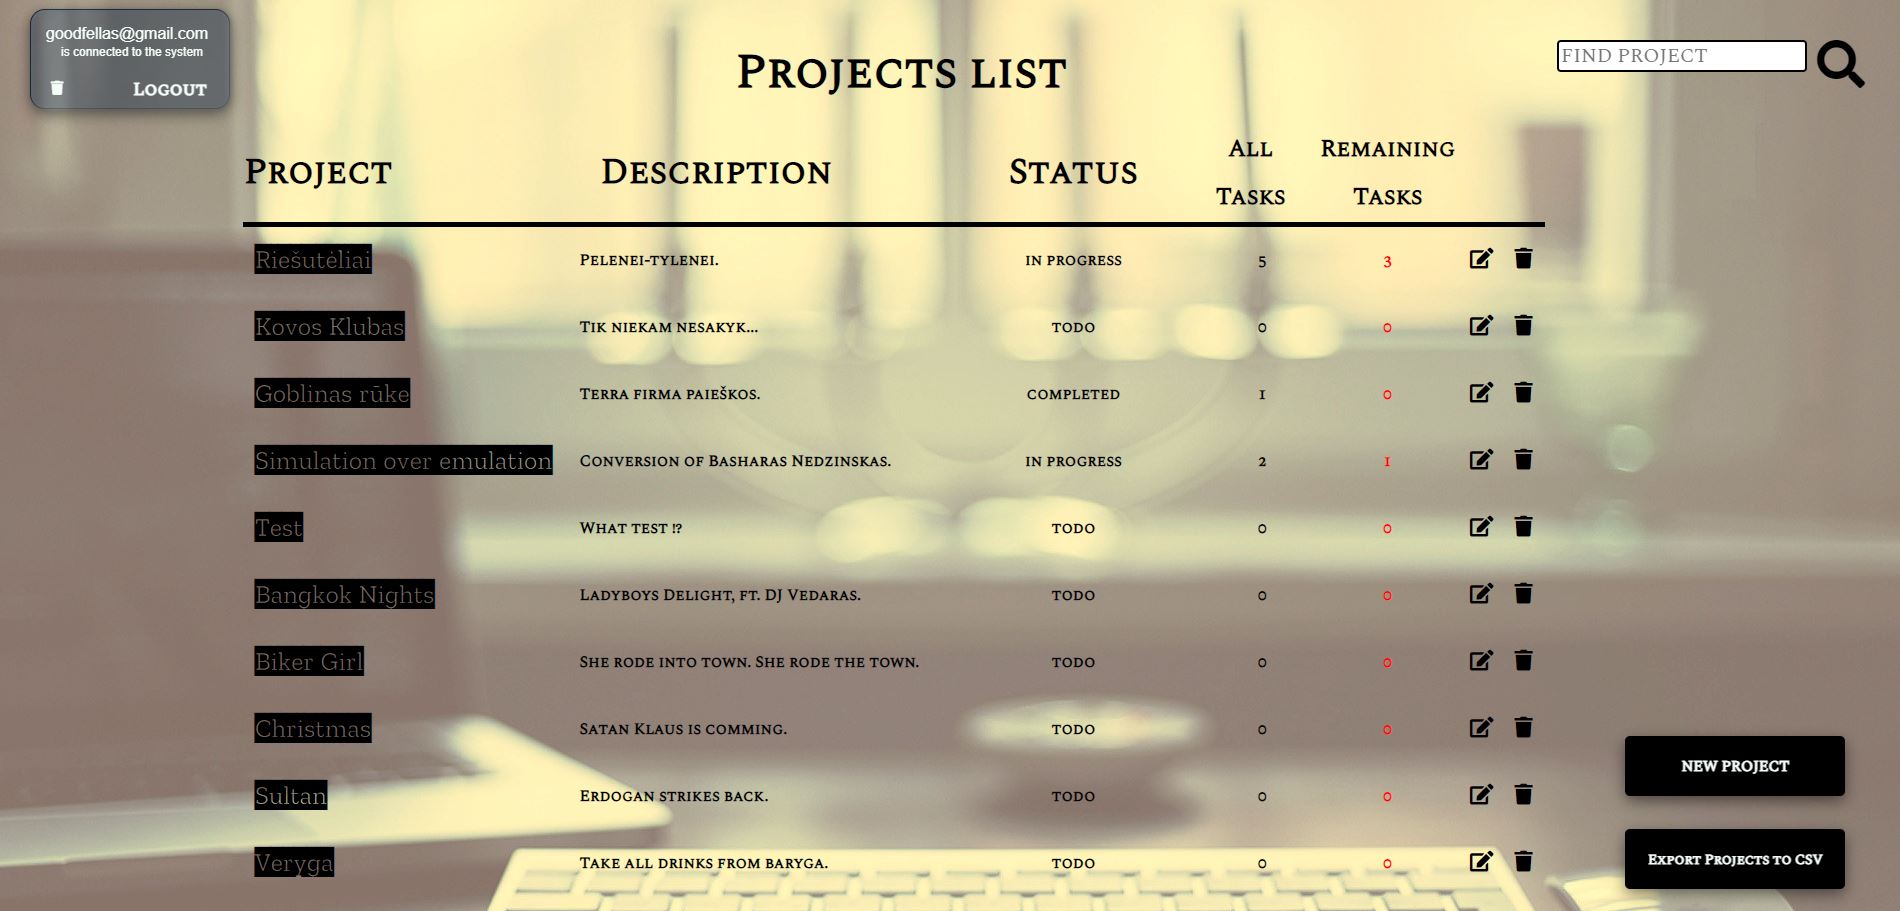 goodfellas@gmail.com
is connected to the system
Logout
Projects list
FIND PROJECT
Project Description Status All Tasks Remaining Tasks
Riešutėliai Pelenei-tylenei. in progress 5 3
Kovos Klubas Tik niekam nesakyk... todo 0 0
Goblinas rūke Terra firma paieškos. completed 1 0
Simulation over emulation Conversion of Basharas Nedzinskas. in progress 2 1
Test What test !? todo 0 0
Bangkok Nights Ladyboys Delight, ft. DJ Vedaras. todo 0 0
Biker Girl She rode into town. She rode the town. todo 0 0
Christmas Satan Klaus is comming. todo 0 0
Sultan Erdogan strikes back. todo 0 0
Veryga Take all drinks from baryga. todo 0 0
NEW PROJECT
Export Projects to CSV